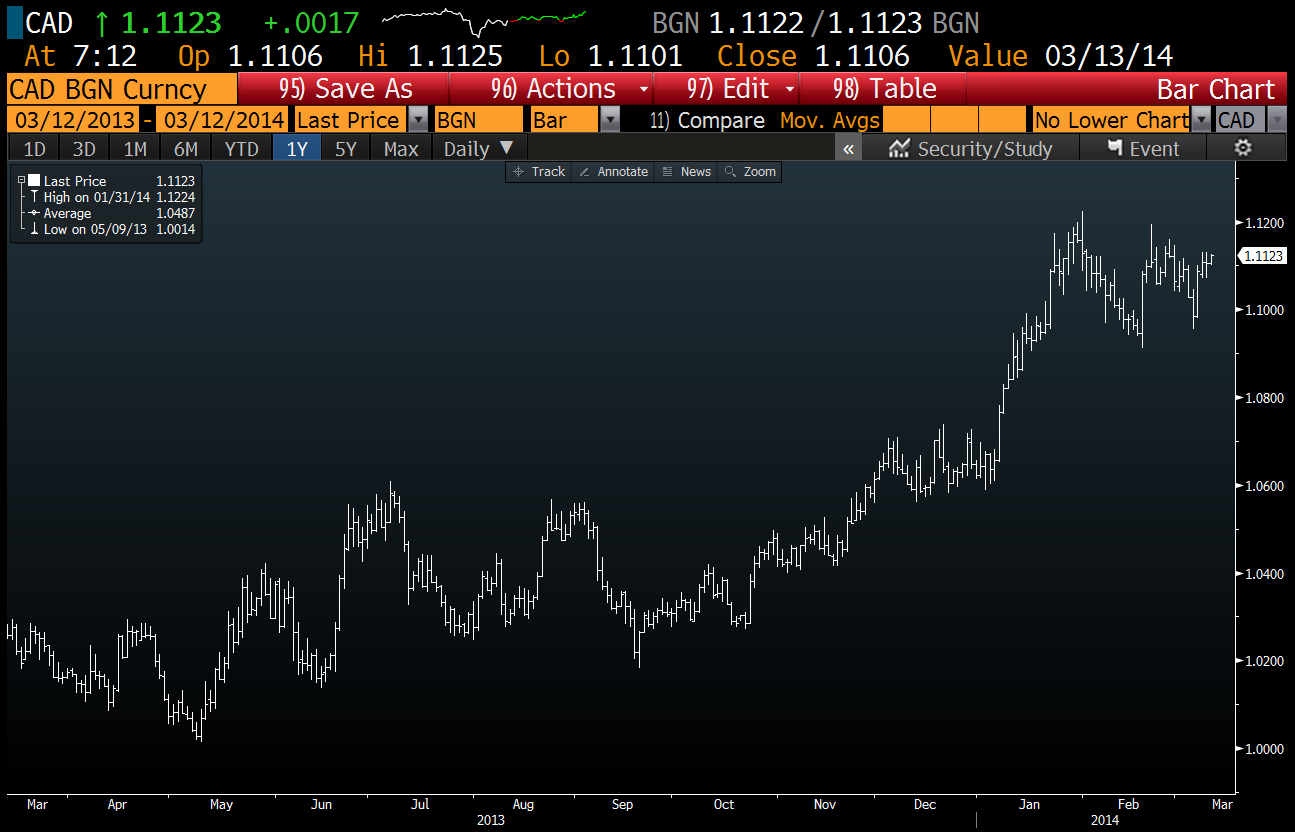 CAD ↑ 1.1123 +.0017 BGN 1.1122 /1.1123 BGN
At 7:12 Op 1.1106 Hi 1.1125 Lo 1.1101 Close 1.1106 Value 03/13/14
CAD BGN Curncy 95) Save As 96) Actions 97) Edit 98) Table Bar Chart
03/12/2013 - 03/12/2014 Last Price BGN Bar 11) Compare Mov. Avgs No Lower Chart CAD
1D 3D 1M 6M YTD 1Y 5Y Max Daily ▼ « Security/Study Event
Track Annotate News Zoom
Last Price 1.1123
High on 01/31/14 1.1224
Average 1.0487
Low on 05/09/13 1.0014
1.1200
1.1123
1.1000
1.0800
1.0600
1.0400
1.0200
1.0000
Mar Apr May Jun Jul Aug Sep Oct Nov Dec Jan Feb Mar
2013 2014